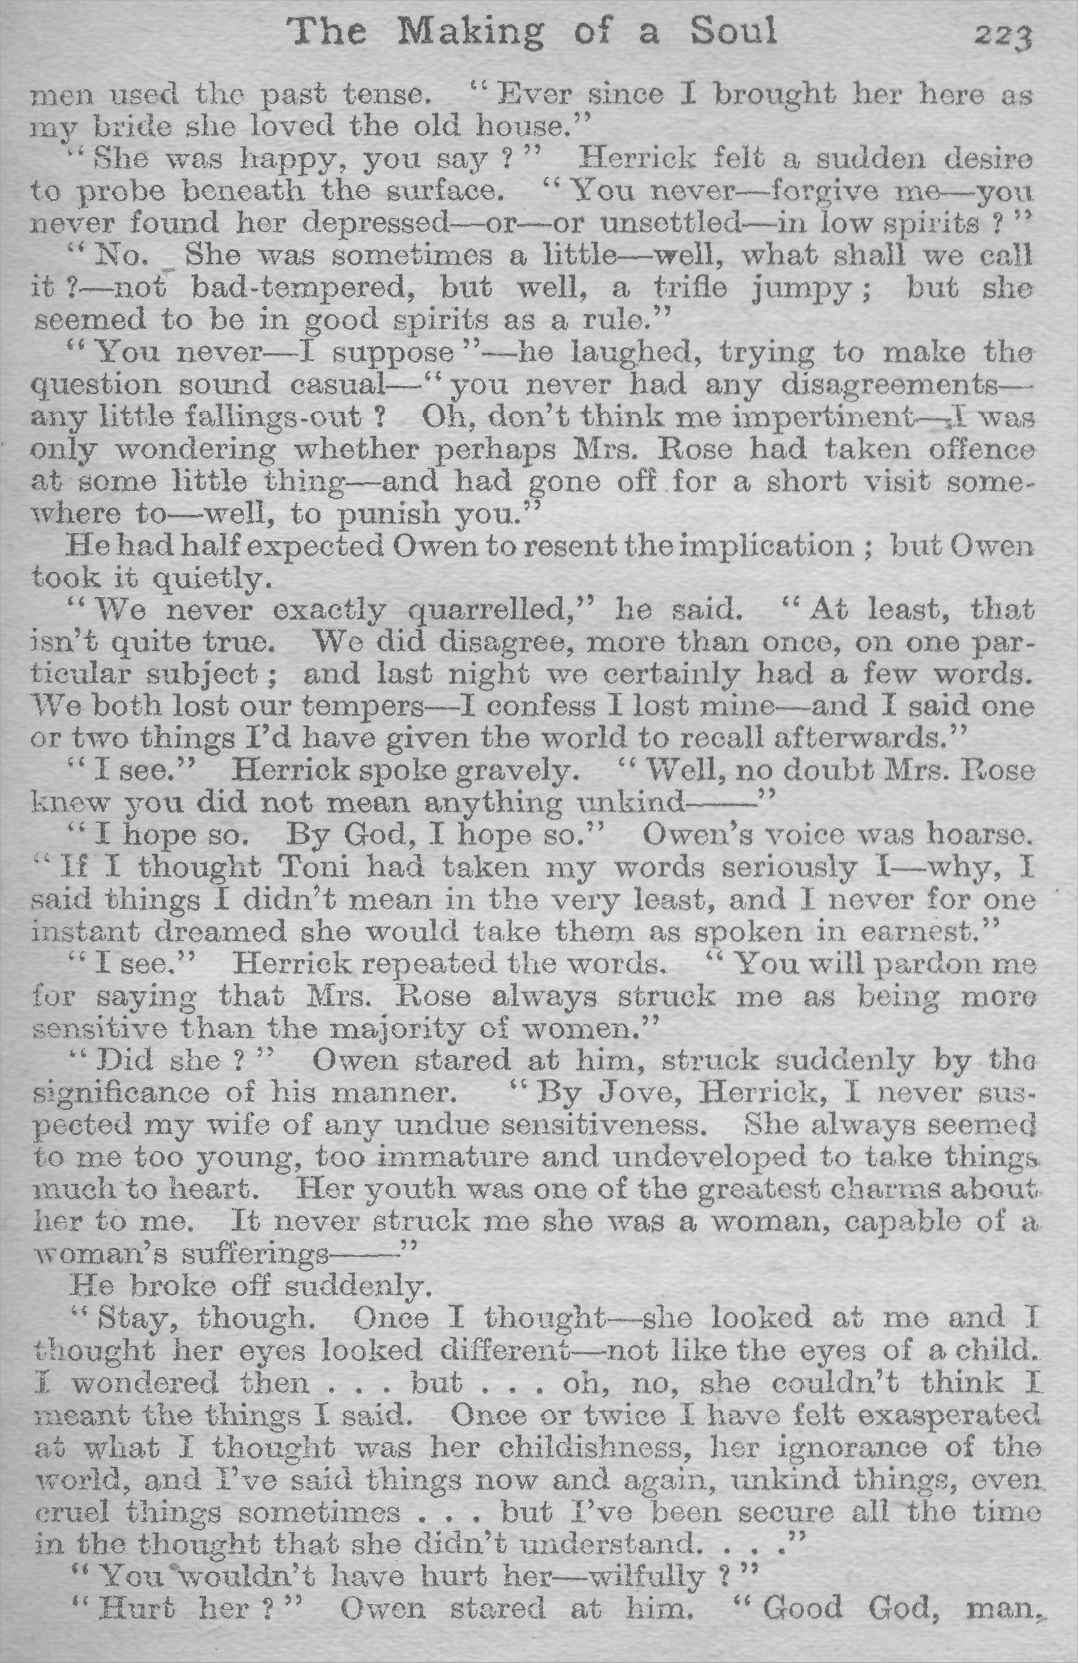 The Making of a Soul 223
men used the past tense. “Ever since I brought her here as
my bride she loved the old house.”
“She was happy, you say ?” Herrick felt a sudden desire
to probe beneath the surface. “You never—forgive me—you
never found her depressed—or—or unsettled—in low spirits ?”
“No. She was sometimes a little—well, what shall we call
it ?—not bad-tempered, but well, a trifle jumpy ; but she
seemed to be in good spirits as a rule.”
“You never—I suppose”—he laughed, trying to make the
question sound casual—“you never had any disagreements—
any little fallings-out ? Oh, don’t think me impertinent—I was
only wondering whether perhaps Mrs. Rose had taken offence
at some little thing—and had gone off for a short visit some-
where to—well, to punish you.”
He had half expected Owen to resent the implication ; but Owen
took it quietly.
“We never exactly quarrelled,” he said. “At least, that
isn’t quite true. We did disagree, more than once, on one par-
ticular subject ; and last night we certainly had a few words.
We both lost our tempers—I confess I lost mine—and I said one
or two things I’d have given the world to recall afterwards.”
“I see.” Herrick spoke gravely. “Well, no doubt Mrs. Rose
knew you did not mean anything unkind——”
“I hope so. By God, I hope so.” Owen’s voice was hoarse.
“If I thought Toni had taken my words seriously I—why, I
said things I didn’t mean in the very least, and I never for one
instant dreamed she would take them as spoken in earnest.”
“I see.” Herrick repeated the words. “You will pardon me
for saying that Mrs. Rose always struck me as being more
sensitive than the majority of women.”
“Did she ?” Owen stared at him, struck suddenly by the
significance of his manner. “By Jove, Herrick, I never sus-
pected my wife of any undue sensitiveness. She always seemed
to me too young, too immature and undeveloped to take things
much to heart. Her youth was one of the greatest charms about
her to me. It never struck me she was a woman, capable of a
woman’s sufferings——”
He broke off suddenly.
“Stay, though. Once I thought—she looked at me and I
thought her eyes looked different—not like the eyes of a child.
I wondered then . . . but . . . oh, no, she couldn’t think I
meant the things I said. Once or twice I have felt exasperated
at what I thought was her childishness, her ignorance of the
world, and I’ve said things now and again, unkind things, even
cruel things sometimes . . . but I’ve been secure all the time
in the thought that she didn’t understand. . . .”
“You wouldn’t have hurt her—wilfully ?”
“Hurt her ?” Owen stared at him. “Good God, man,